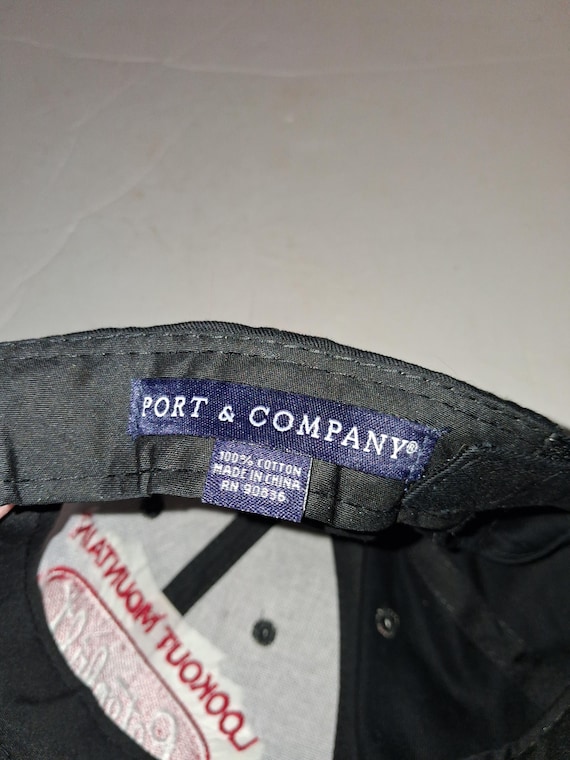 PORT & COMPANY®
100% COTTON
MADE IN CHINA
RN 90836
LOOKOUT MOUNTAIN